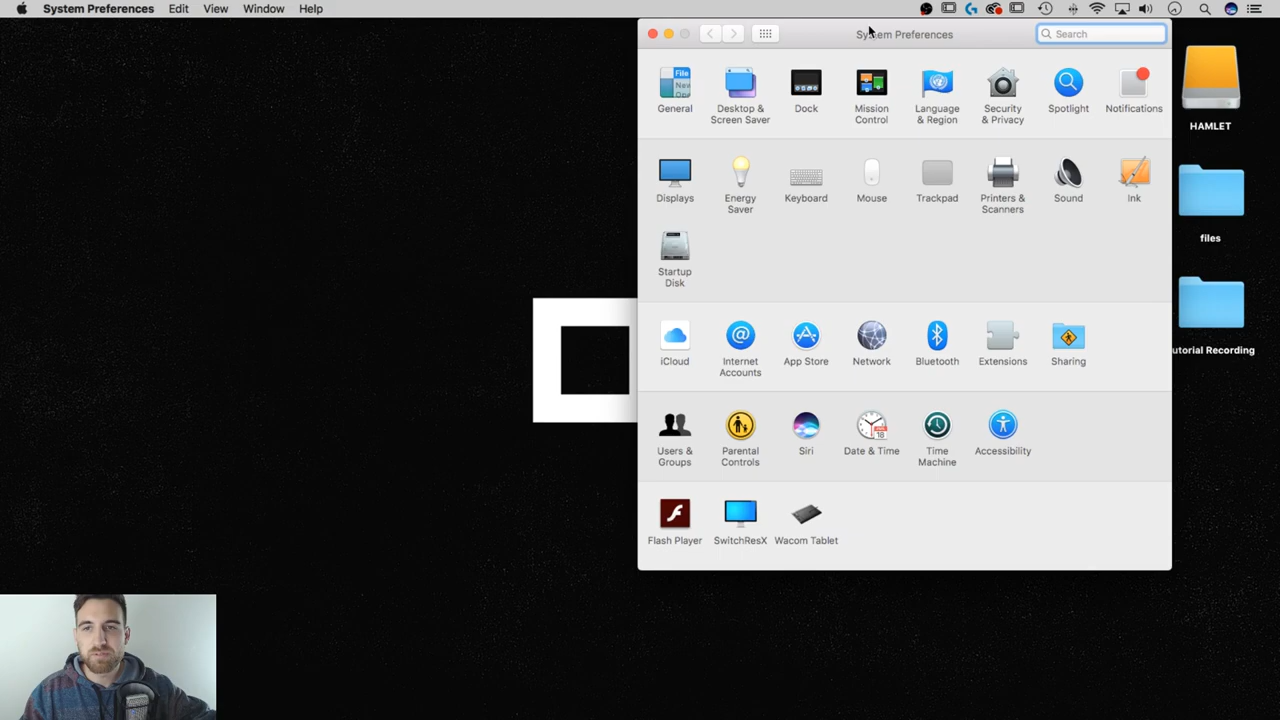 System Preferences Edit View Window Help
System Preferences
Search
General
Desktop &
Screen Saver
Dock
Mission
Control
Language
& Region
Security
& Privacy
Spotlight
Notifications
Displays
Energy
Saver
Keyboard
Mouse
Trackpad
Printers &
Scanners
Sound
Ink
Startup
Disk
iCloud
Internet
Accounts
App Store
Network
Bluetooth
Extensions
Sharing
Users &
Groups
Parental
Controls
Siri
Date & Time
Time
Machine
Accessibility
Flash Player
SwitchResX
Wacom Tablet
HAMLET
files
utorial Recording